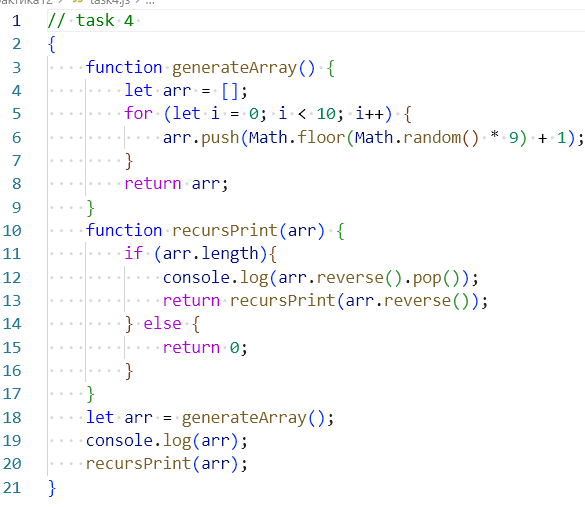 рактика12 > task4.js > ...
1 // task 4
2 {
3 function generateArray() {
4 let arr = [];
5 for (let i = 0; i < 10; i++) {
6 arr.push(Math.floor(Math.random() * 9) + 1);
7 }
8 return arr;
9 }
10 function recursPrint(arr) {
11 if (arr.length){
12 console.log(arr.reverse().pop());
13 return recursPrint(arr.reverse());
14 } else {
15 return 0;
16 }
17 }
18 let arr = generateArray();
19 console.log(arr);
20 recursPrint(arr);
21 }